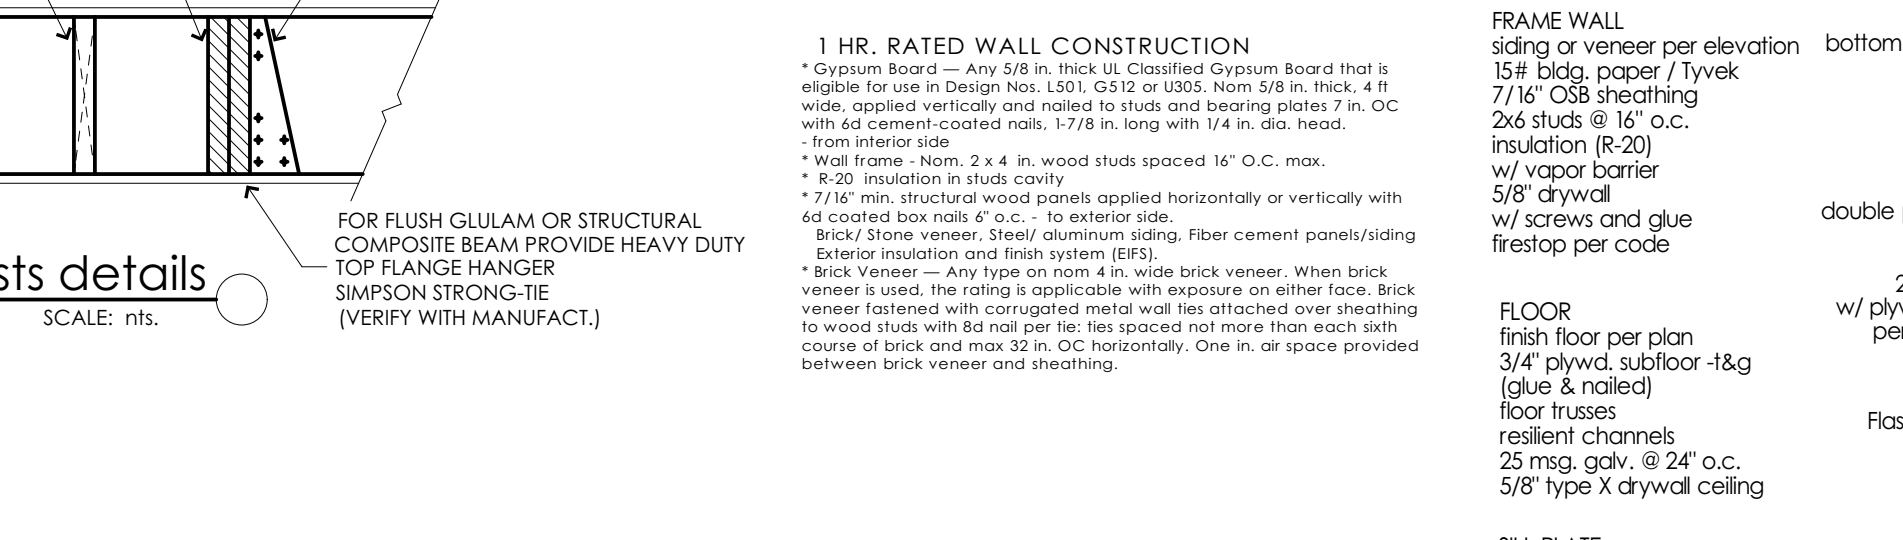 sts details
SCALE: nts.
FOR FLUSH GLULAM OR STRUCTURAL
COMPOSITE BEAM PROVIDE HEAVY DUTY
TOP FLANGE HANGER
SIMPSON STRONG-TIE
(VERIFY WITH MANUFACT.)
1 HR. RATED WALL CONSTRUCTION
* Gypsum Board — Any 5/8 in. thick UL Classified Gypsum Board that is
eligible for use in Design Nos. L501, G512 or U305. Nom 5/8 in. thick, 4 ft
wide, applied vertically and nailed to studs and bearing plates 7 in. OC
with 6d cement-coated nails, 1-7/8 in. long with 1/4 in. dia. head.
- from interior side
* Wall frame - Nom. 2 x 4 in. wood studs spaced 16" O.C. max.
* R-20 insulation in studs cavity
* 7/16" min. structural wood panels applied horizontally or vertically with
6d coated box nails 6" o.c. - to exterior side.
Brick/ Stone veneer, Steel/ aluminum siding, Fiber cement panels/siding
Exterior insulation and finish system (EIFS).
* Brick Veneer — Any type on nom 4 in. wide brick veneer. When brick
veneer is used, the rating is applicable with exposure on either face. Brick
veneer fastened with corrugated metal wall ties attached over sheathing
to wood studs with 8d nail per tie: ties spaced not more than each sixth
course of brick and max 32 in. OC horizontally. One in. air space provided
between brick veneer and sheathing.
FRAME WALL
siding or veneer per elevation
15# bldg. paper / Tyvek
7/16" OSB sheathing
2x6 studs @ 16" o.c.
insulation (R-20)
w/ vapor barrier
5/8" drywall
w/ screws and glue
firestop per code
FLOOR
finish floor per plan
3/4" plywd. subfloor -t&g
(glue & nailed)
floor trusses
resilient channels
25 msg. galv. @ 24" o.c.
5/8" type X drywall ceiling
bottom
double
2
w/ plyw
per
Flas